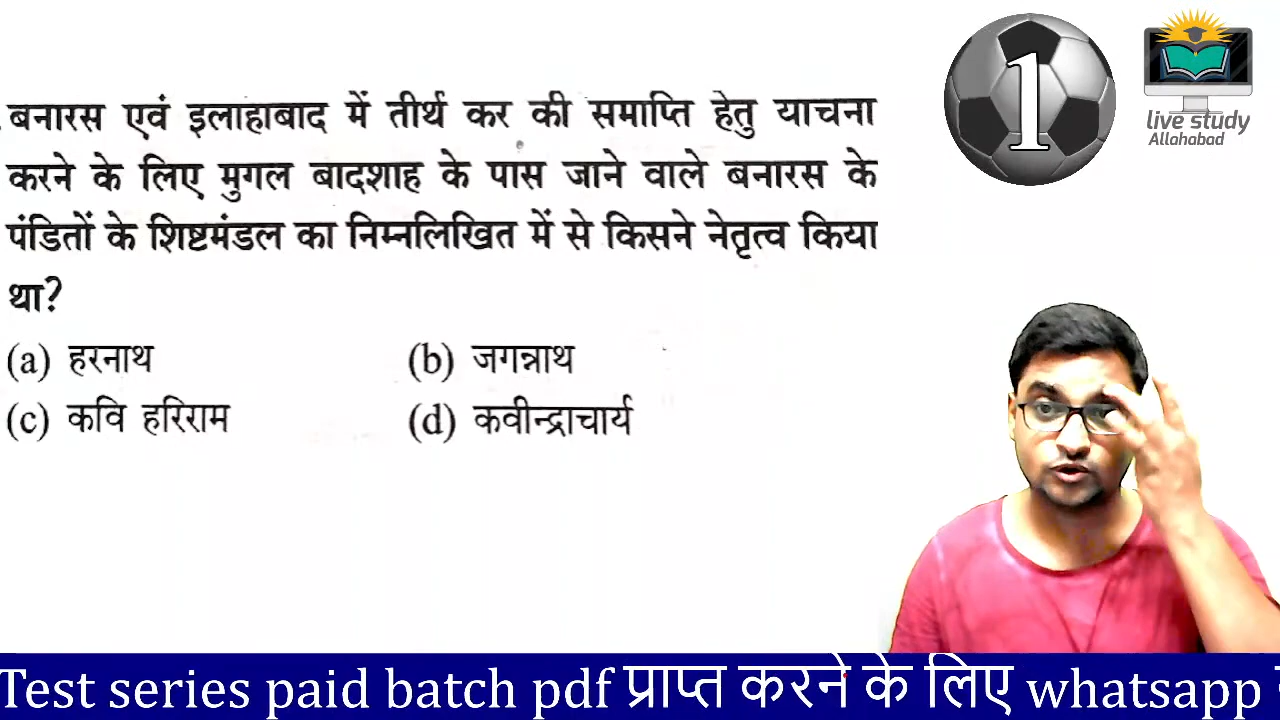 बनारस एवं इलाहाबाद में तीर्थ कर की समाप्ति हेतु याचना
करने के लिए मुगल बादशाह के पास जाने वाले बनारस के
पंडितों के शिष्टमंडल का निम्नलिखित में से किसने नेतृत्व किया
था?
(a) हरनाथ (b) जगन्नाथ
(c) कवि हरिराम (d) कवीन्द्राचार्य
1
live study
Allahabad
Test series paid batch pdf प्राप्त करने के लिए whatsapp